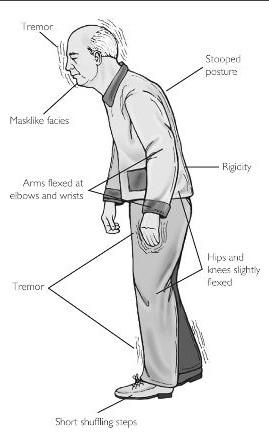 Tremor
Stooped
posture
Masklike facies
Rigidity
Arms flexed at
elbows and wrists
Hips and
knees slightly
flexed
Tremor
Short shuffling steps